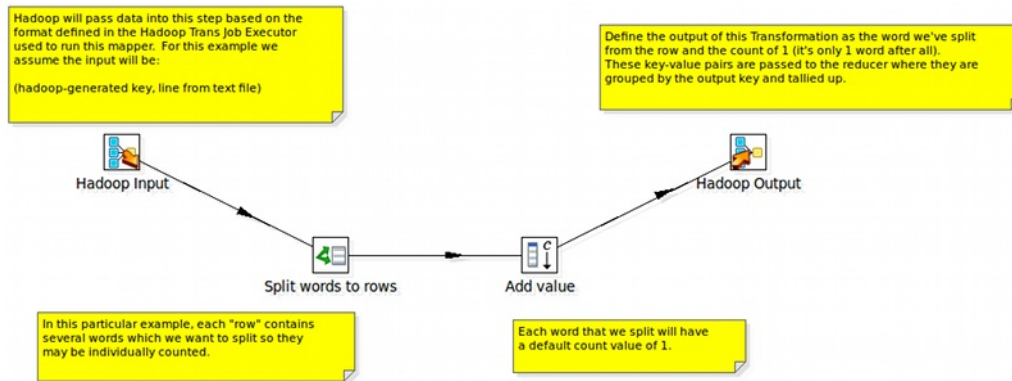 Hadoop will pass data into this step based on the
format defined in the Hadoop Trans Job Executor
used to run this mapper. For this example we
assume the input will be:
(hadoop-generated key, line from text file)
Define the output of this Transformation as the word we've split
from the row and the count of 1 (it's only 1 word after all).
These key-value pairs are passed to the reducer where they are
grouped by the output key and tallied up.
Hadoop Input
Hadoop Output
C
Split words to rows
Add value
In this particular example, each "row" contains
several words which we want to split so they
may be individually counted.
Each word that we split will have
a default count value of 1.